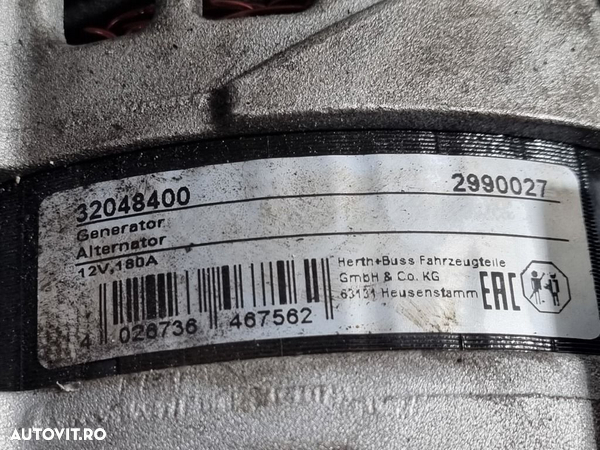 32048400
2990027
Generator
Alternator
12V,180A
Herth+Buss Fahrzeugteile
GmbH & Co. KG
63131 Heusenstamm
EAC
4 026736 467562
AUTOVIT.RO